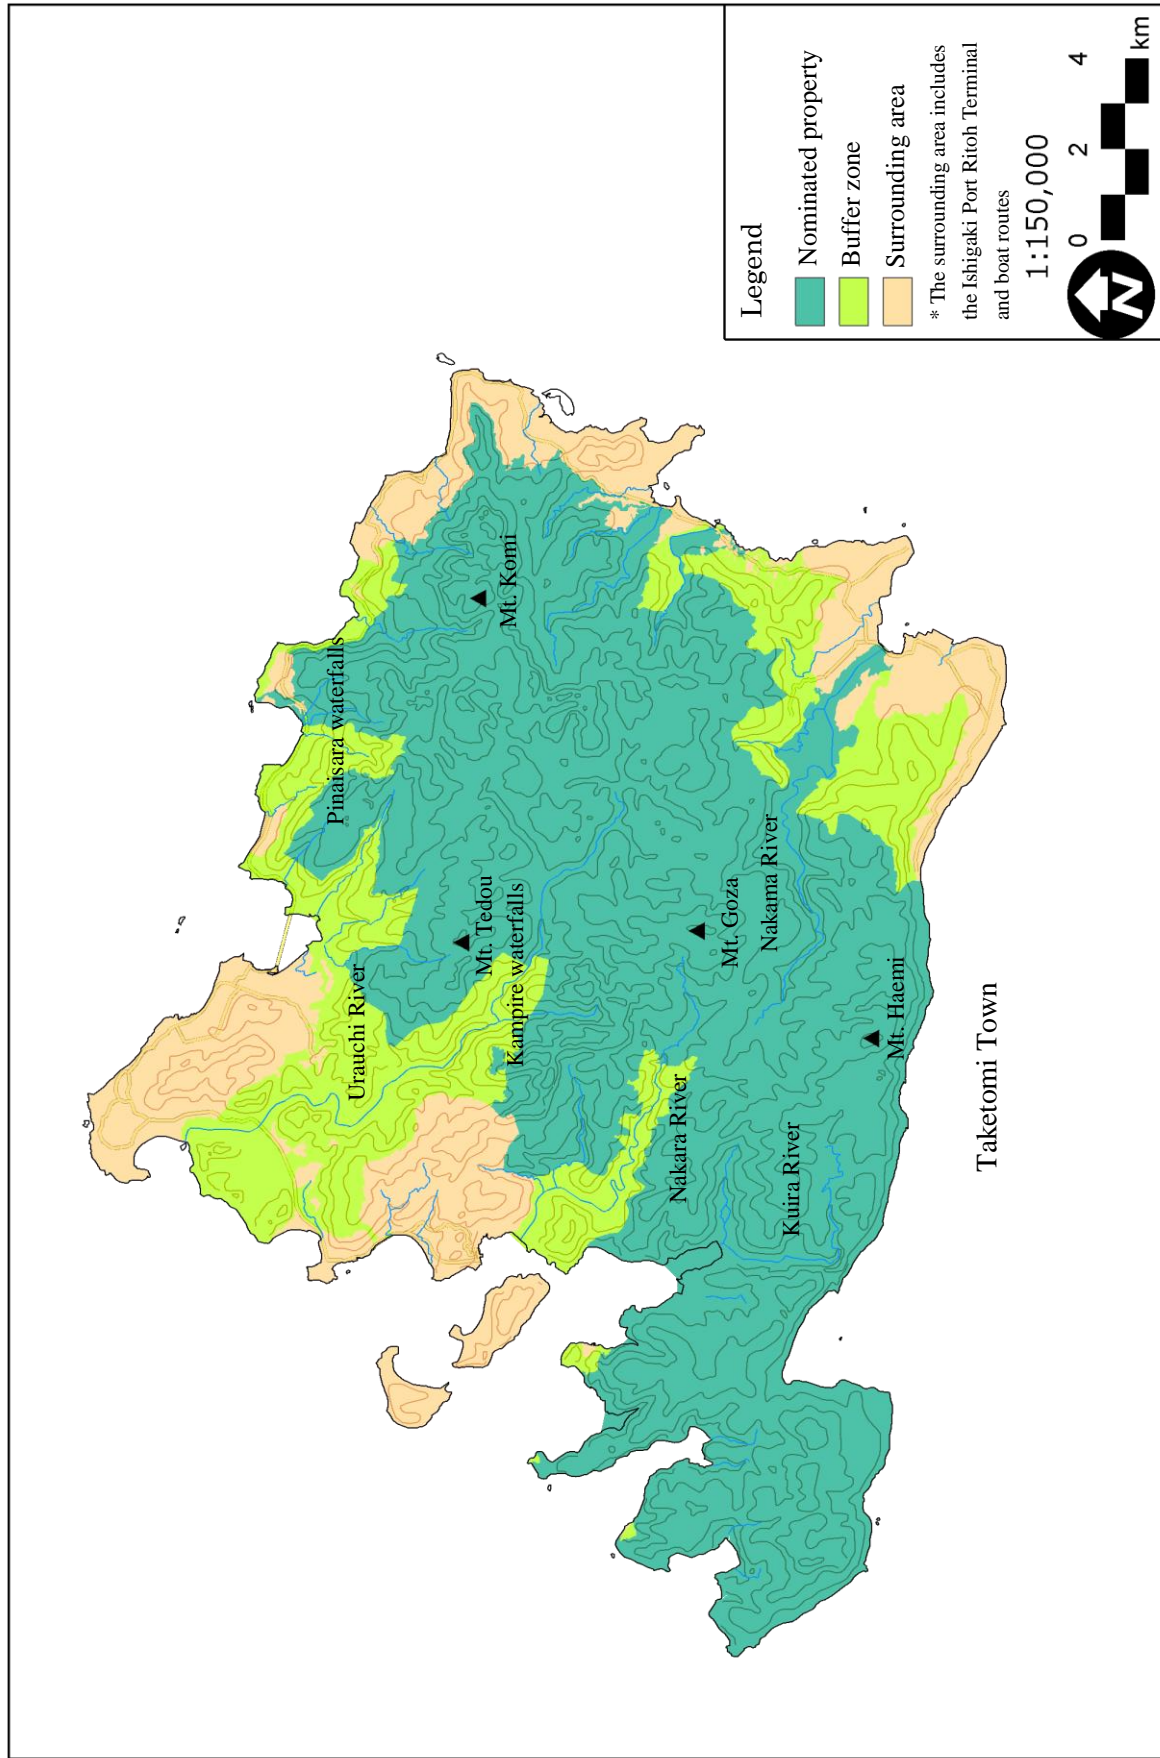 Pinaisara waterfalls
Mt. Komi
Urauchi River
Mt. Tedou
Kampire waterfalls
Nakara River
Mt. Goza
Nakama River
Kuira River
Mt. Haemi
Taketomi Town
Legend
Nominated property
Buffer zone
Surrounding area
* The surrounding area includes
the Ishigaki Port Ritoh Terminal
and boat routes
1:150,000
0 2 4
km
N